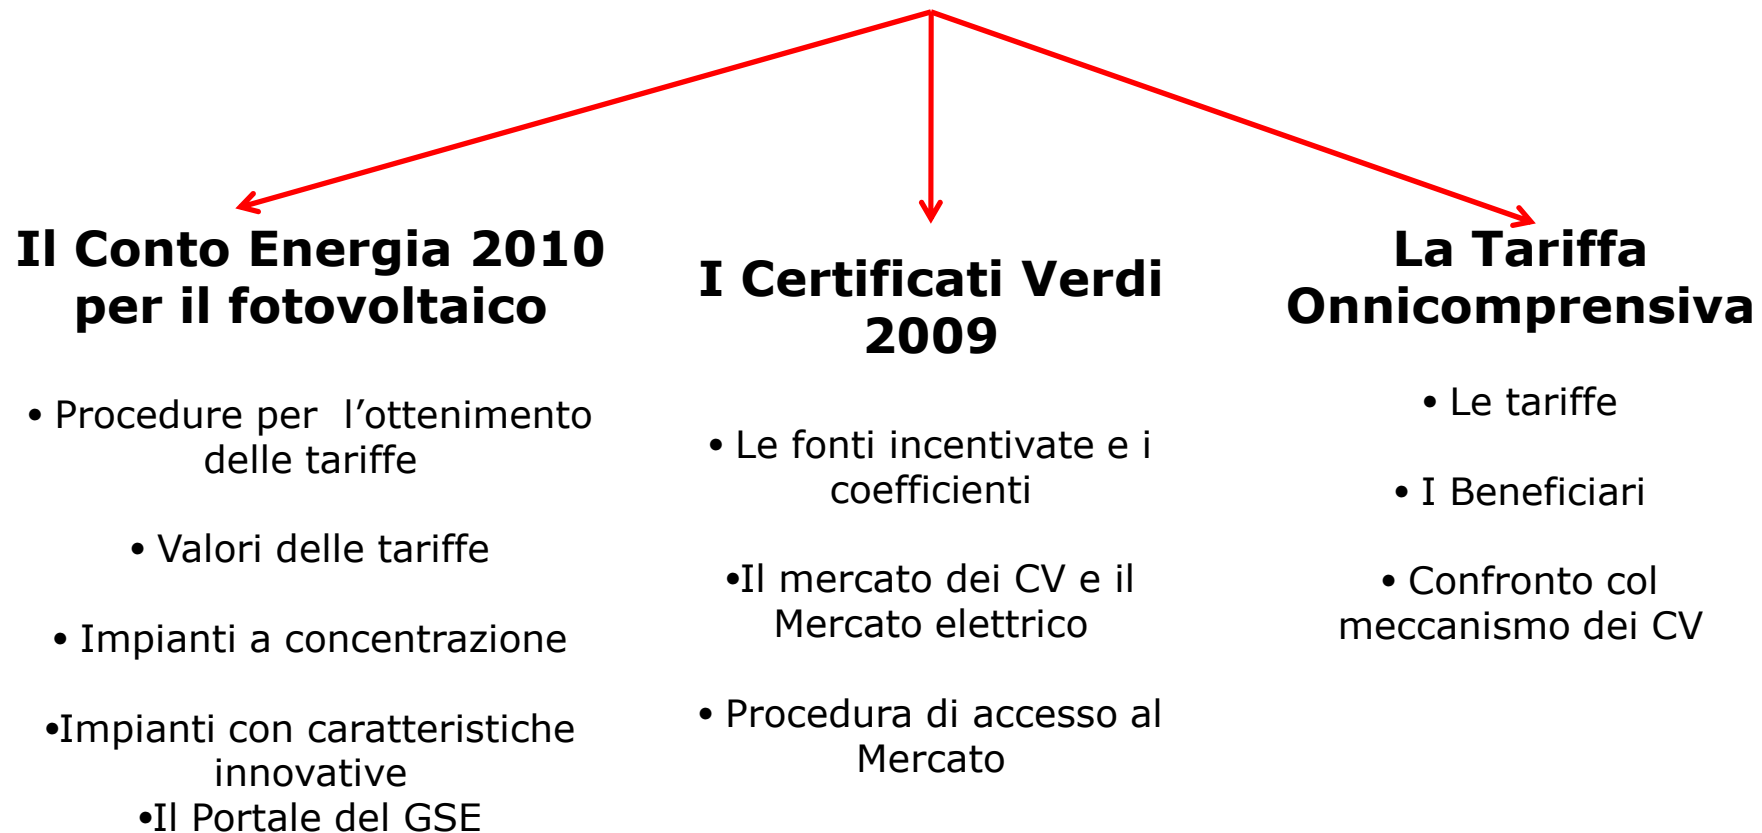 Il Conto Energia 2010
per il fotovoltaico
• Procedure per  l’ottenimento
delle tariffe
• Valori delle tariffe
• Impianti a concentrazione
•Impianti con caratteristiche
innovative
•Il Portale del GSE
I Certificati Verdi
2009
• Le fonti incentivate e i
coefficienti
•Il mercato dei CV e il
Mercato elettrico
• Procedura di accesso al
Mercato
La Tariffa
Onnicomprensiva
• Le tariffe
• I Beneficiari
• Confronto col
meccanismo dei CV